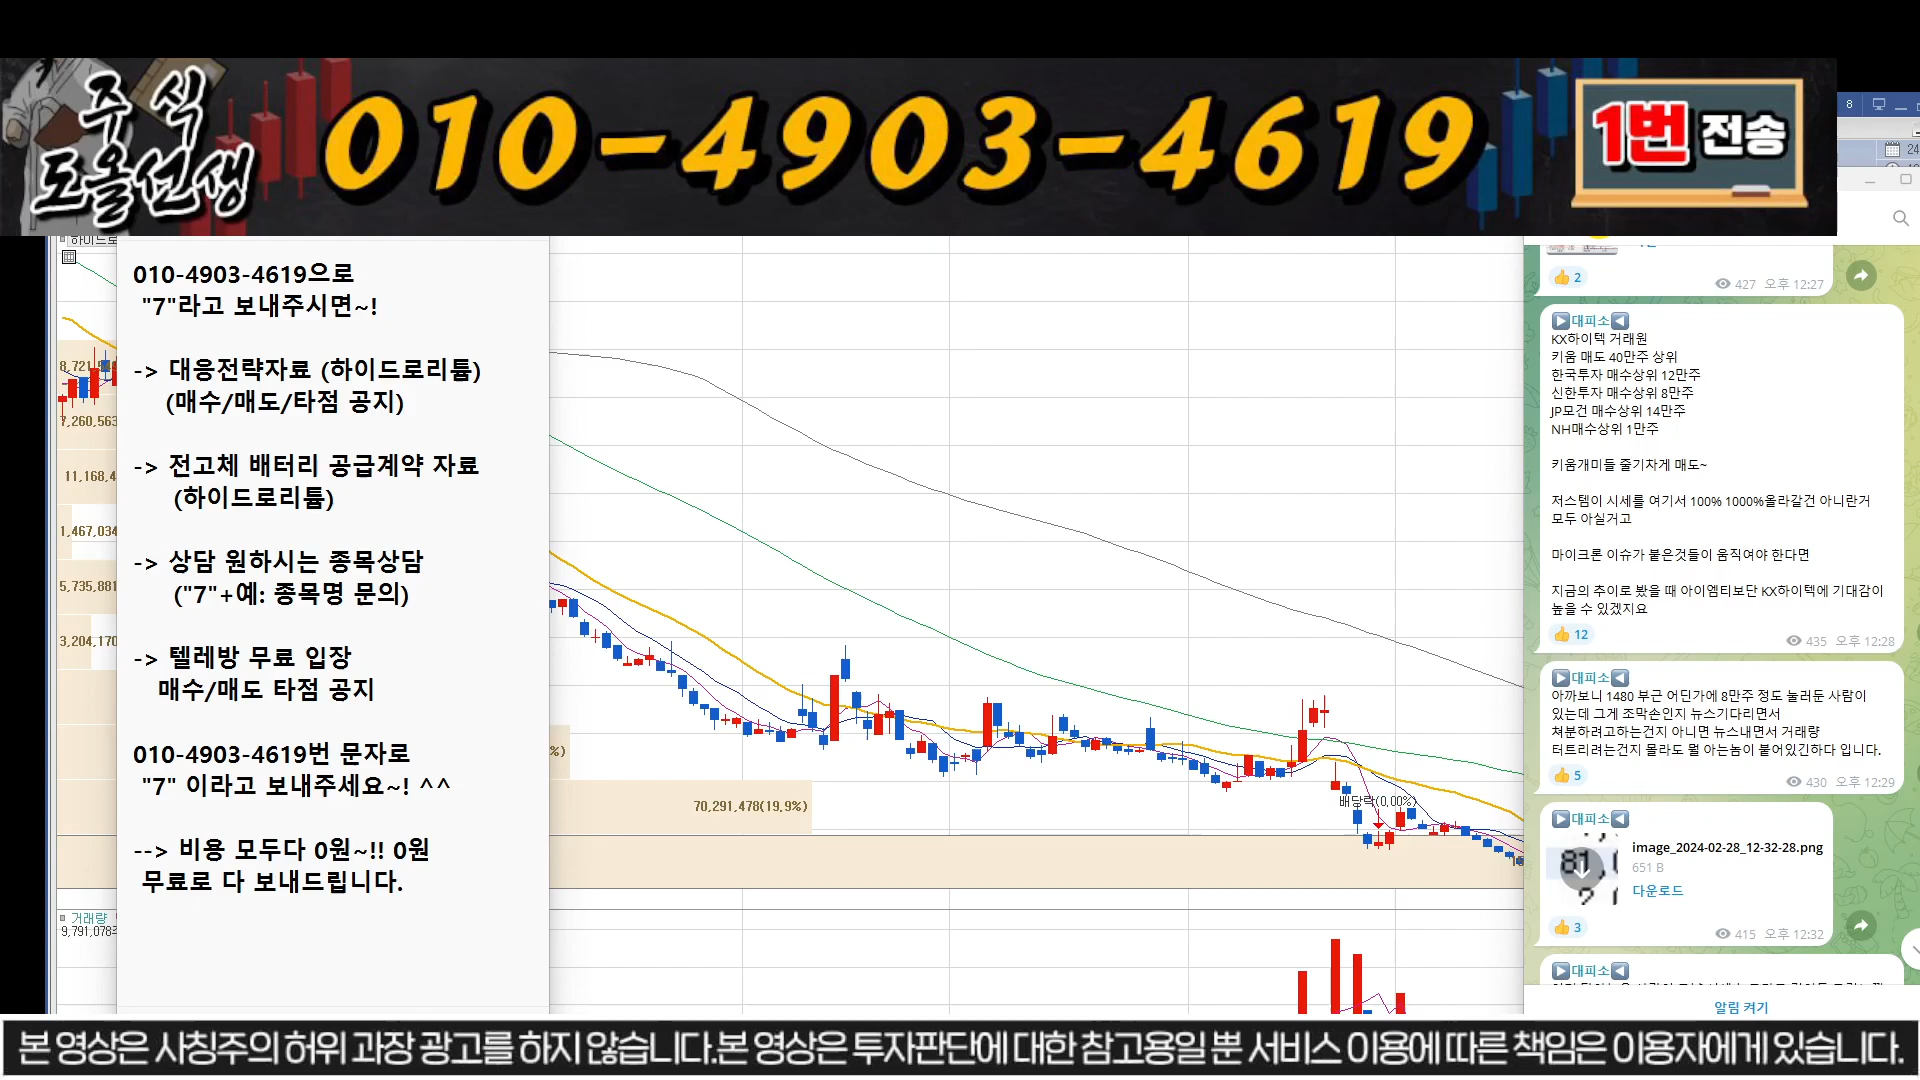 주식
도올선생
010-4903-4619
1번 전송
8
24
하이드로
010-4903-4619으로
"7"라고 보내주시면~!
-> 대응전략자료 (하이드로리튬)
(매수/매도/타점 공지)
-> 전고체 배터리 공급계약 자료
(하이드로리튬)
-> 상담 원하시는 종목상담
("7"+예: 종목명 문의)
-> 텔레방 무료 입장
매수/매도 타점 공지
010-4903-4619번 문자로
"7" 이라고 보내주세요~! ^^
--> 비용 모두다 0원~!! 0원
무료로 다 보내드립니다.
7,260,563
11,168,4
1,467,034
5,735,881
3,204,170
%)
70,291,478(19,9%)
배당락(0,00%)
거래량
9,791,078주
2
427 오후 12:27
대피소
KX하이텍 거래원
키움 매도 40만주 상위
한국투자 매수상위 12만주
신한투자 매수상위 8만주
JP모건 매수상위 14만주
NH매수상위 1만주
키움개미들 줄기차게 매도~
저스템이 시세를 여기서 100% 1000%올라갈건 아니란거
모두 아실거고
마이크론 이슈가 붙은것들이 움직여야 한다면
지금의 추이로 봤을 때 아이엠티보단 KX하이텍에 기대감이
높을 수 있겠지요
12
435 오후 12:28
대피소
아까보니 1480 부근 어딘가에 8만주 정도 눌러둔 사람이
있는데 그게 조막손인지 뉴스기다리면서
쳐분하려고하는건지 아니면 뉴스내면서 거래량
터트리려는건지 몰라도 뭘 아는놈이 붙어있긴하다 입니다.
5
430 오후 12:29
대피소
image_2024-02-28_12-32-28.png
651 B
다운로드
3
415 오후 12:32
대피소
알림 켜기
본 영상은 사칭주의 허위 과장 광고를 하지 않습니다.본 영상은 투자판단에 대한 참고용일 뿐 서비스 이용에 따른 책임은 이용자에게 있습니다.